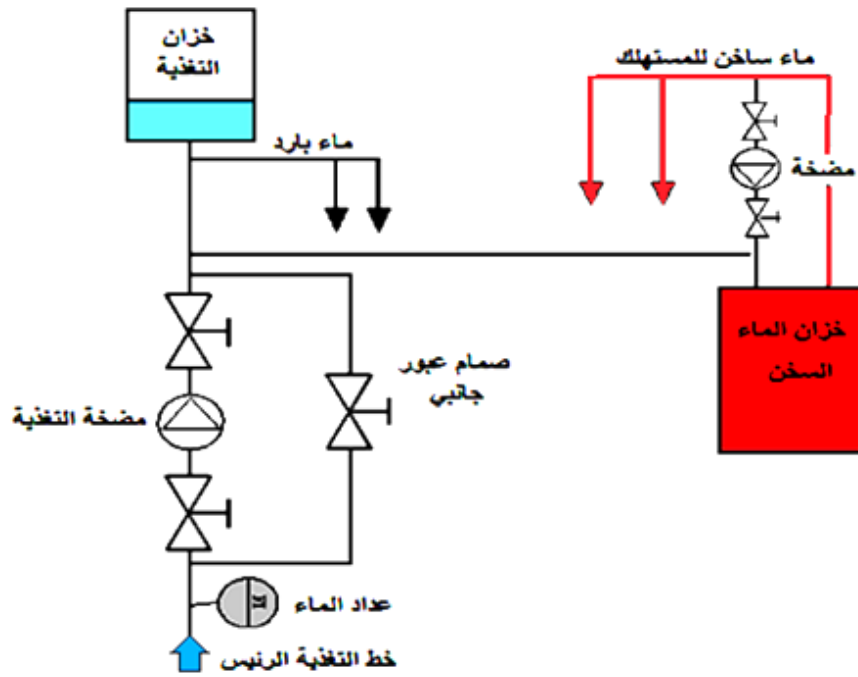 خزان
التغذية
ماء ساخن للمستهلك
ماء بارد
مضخة
خزان الماء
السخن
صمام عبور
جانبي
مضخة التغذية
عداد الماء
خط التغذية الرئيس